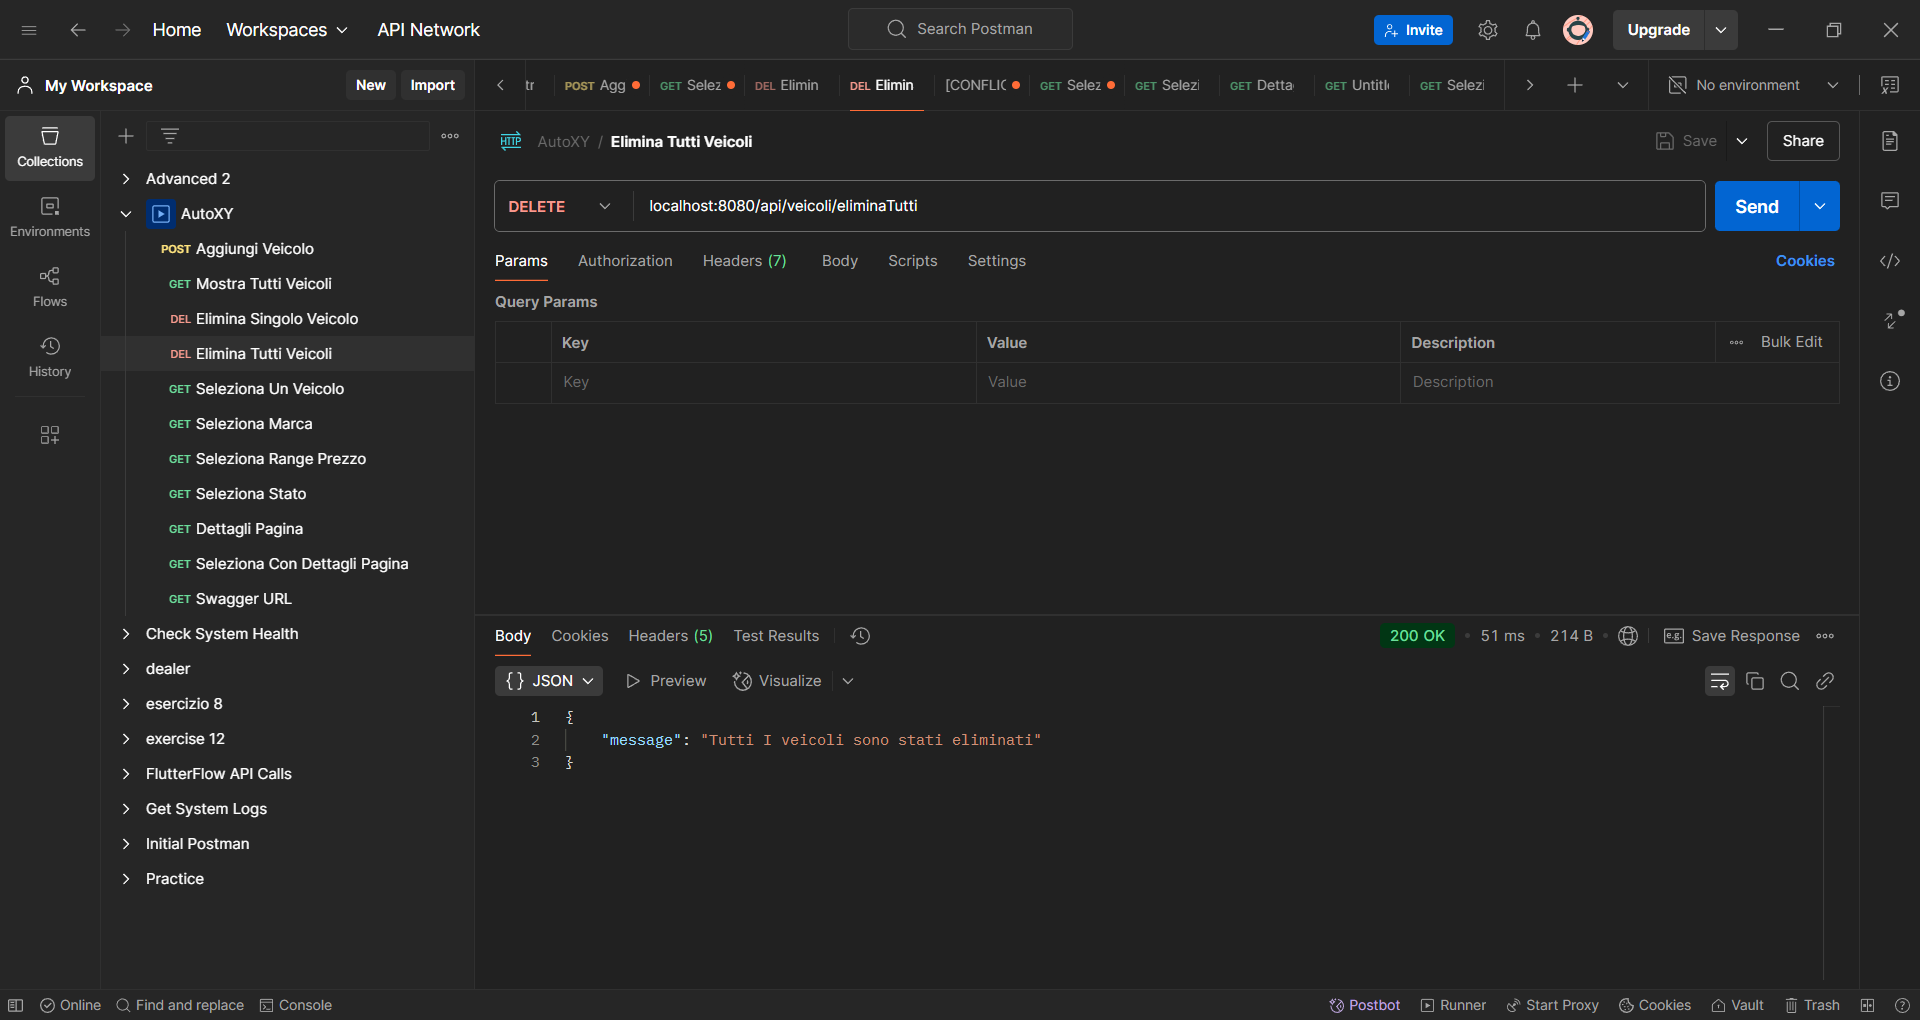 Home Workspaces API Network Search Postman Invite Upgrade
My Workspace New Import tr POST Agg GET Selez DEL Elimin DEL Elimin [CONFLIC GET Selez GET Selezi GET Detta GET Untitl GET Selezi No environment
Collections
Environments
Flows
History
Advanced 2
AutoXY
POST Aggiungi Veicolo
GET Mostra Tutti Veicoli
DEL Elimina Singolo Veicolo
DEL Elimina Tutti Veicoli
GET Seleziona Un Veicolo
GET Seleziona Marca
GET Seleziona Range Prezzo
GET Seleziona Stato
GET Dettagli Pagina
GET Seleziona Con Dettagli Pagina
GET Swagger URL
Check System Health
dealer
esercizio 8
exercise 12
FlutterFlow API Calls
Get System Logs
Initial Postman
Practice
HTTP AutoXY / Elimina Tutti Veicoli Save Share
DELETE localhost:8080/api/veicoli/eliminaTutti Send
Params Authorization Headers (7) Body Scripts Settings Cookies
Query Params
Key Value Description Bulk Edit
Key Value Description
Body Cookies Headers (5) Test Results 200 OK 51 ms 214 B e.g. Save Response
{} JSON Preview Visualize
1 {
2 "message": "Tutti I veicoli sono stati eliminati"
3 }
Online Find and replace Console Postbot Runner Start Proxy Cookies Vault Trash